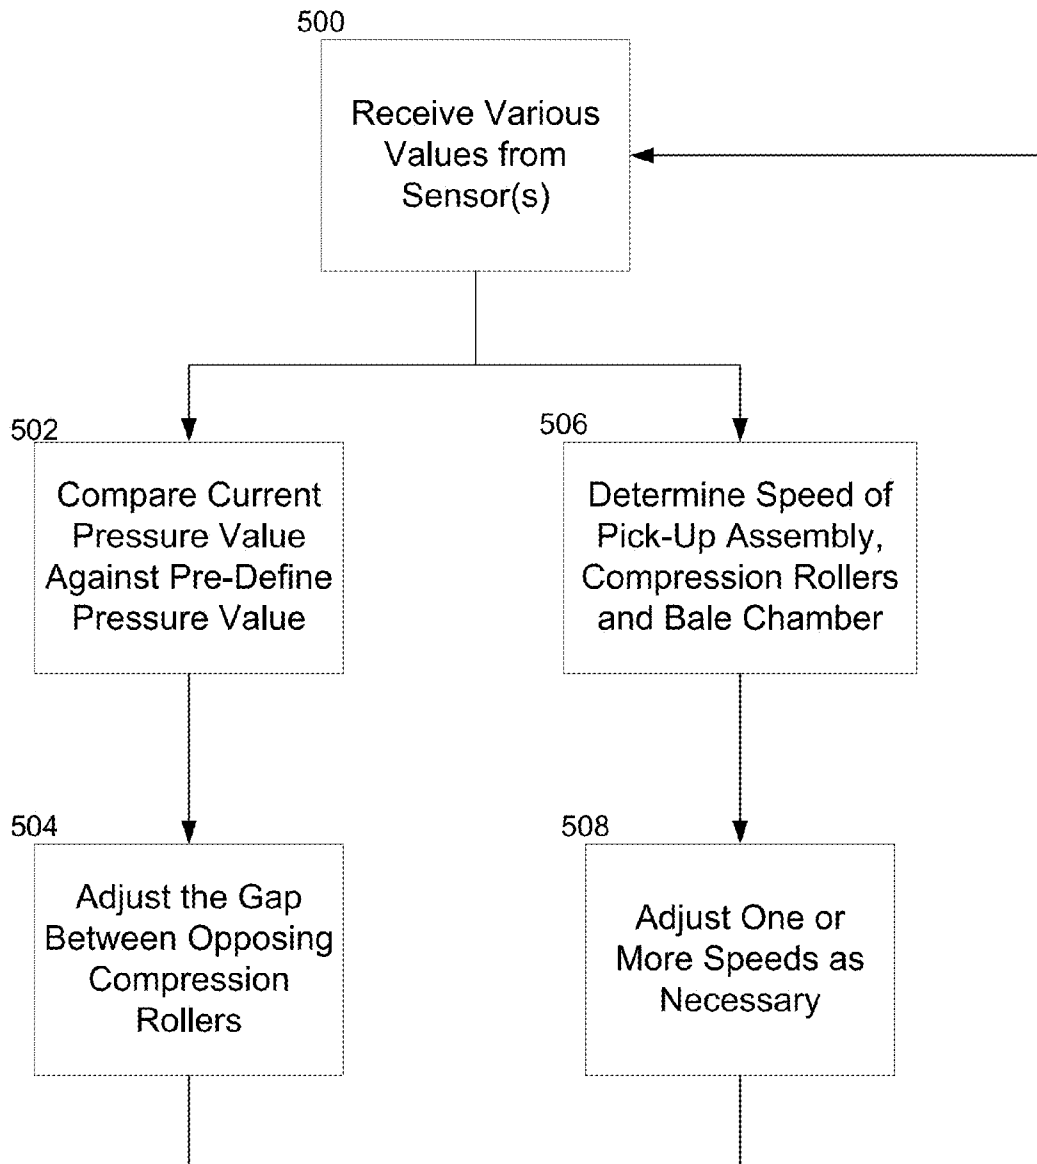 500
Receive Various
Values from
Sensor(s)
502
Compare Current
Pressure Value
Against Pre-Define
Pressure Value
506
Determine Speed of
Pick-Up Assembly,
Compression Rollers
and Bale Chamber
504
Adjust the Gap
Between Opposing
Compression
Rollers
508
Adjust One or
More Speeds as
Necessary